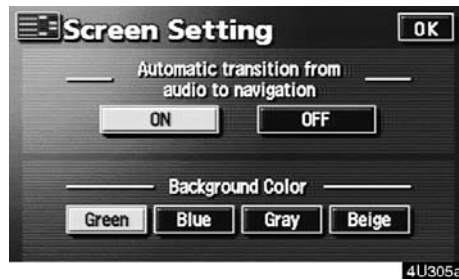 Screen Setting
OK
Automatic transition from
audio to navigation
ON OFF
Background Color
Green Blue Gray Beige
4U305a